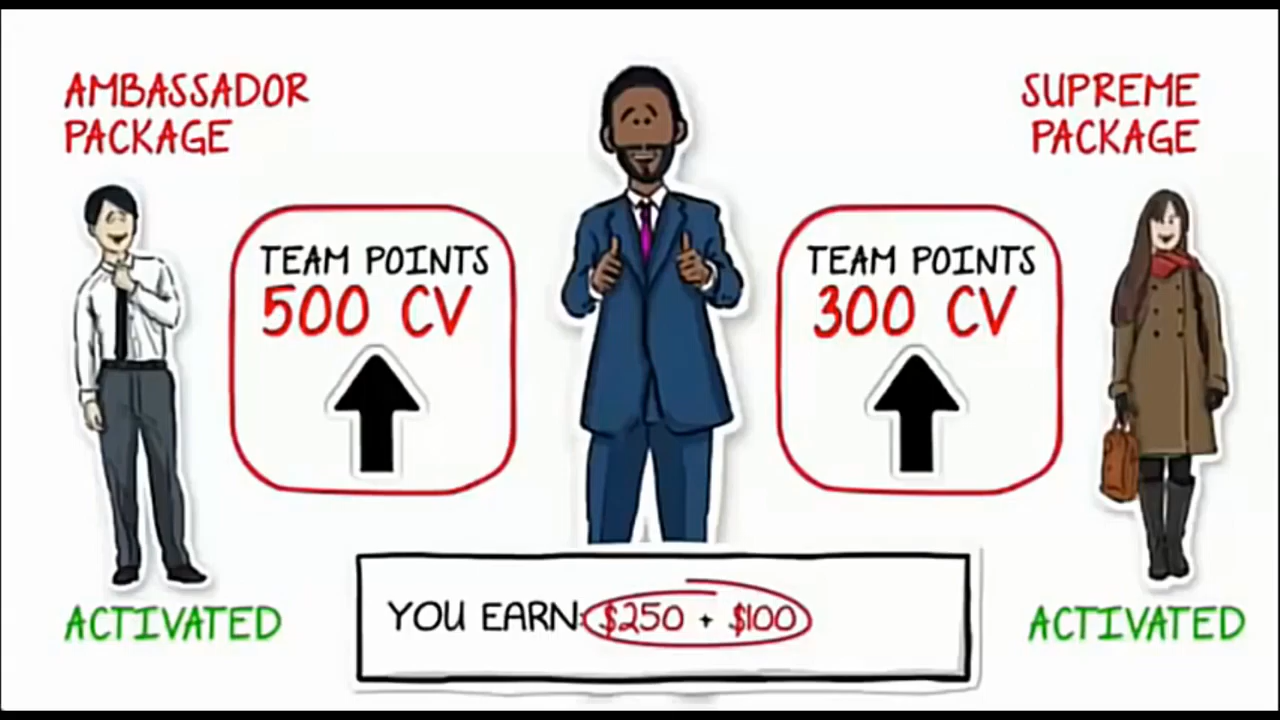 AMBASSADOR
PACKAGE
SUPREME
PACKAGE
TEAM POINTS
500 CV
TEAM POINTS
300 CV
ACTIVATED
YOU EARN: $250 + $100
ACTIVATED